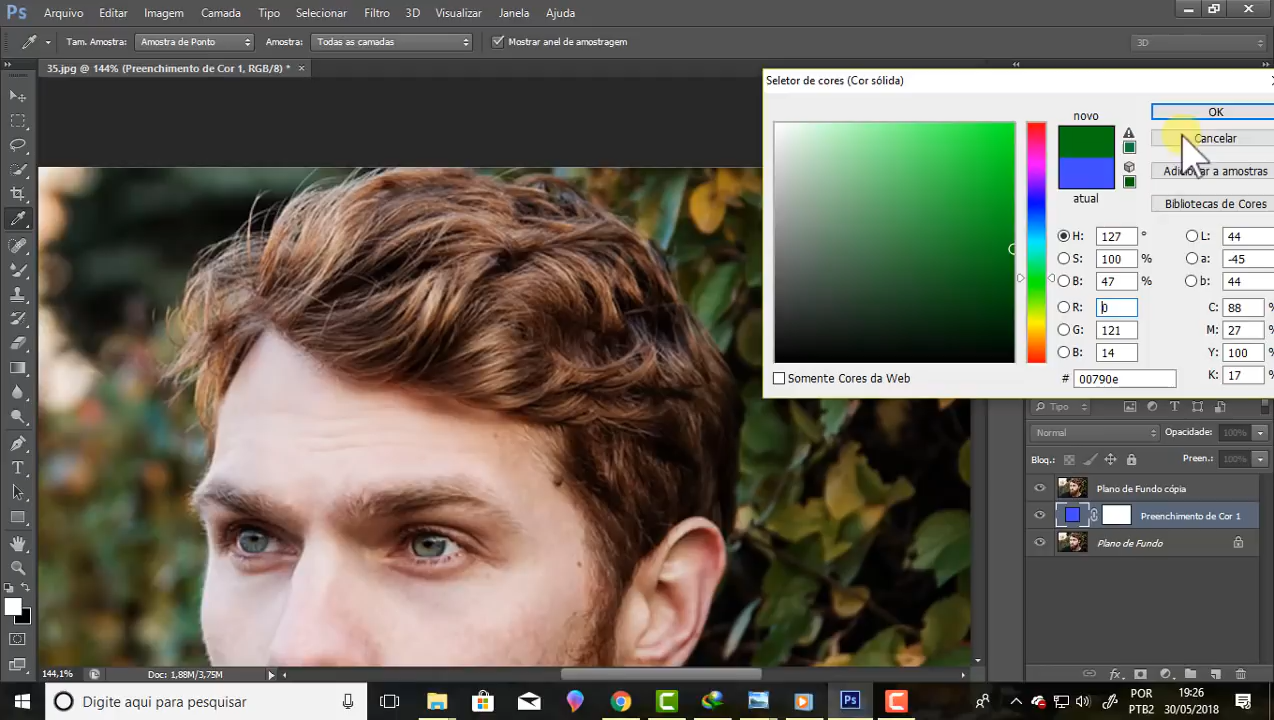 Ps Arquivo Editar Imagem Camada Tipo Selecionar Filtro 3D Visualizar Janela Ajuda
Tam. Amostra: Amostra de Ponto Amostra: Todas as camadas Mostrar anel de amostragem 3D
35.jpg @ 144% (Preenchimento de Cor 1, RGB/8) * ×
Seletor de cores (Cor sólida)
novo
OK
Cancelar
a amostras
atual
Bibliotecas de Cores
H: 127 ° L: 44
S: 100 % a: -45
B: 47 % b: 44
R: 0 C: 88 %
G: 121 M: 27 %
B: 14 Y: 100 %
# 00790e K: 17 %
Somente Cores da Web
Tipo
Normal Opacidade: 100%
Bloq.: Preen.: 100%
Plano de Fundo cópia
Preenchimento de Cor 1
Plano de Fundo
fx
144,1% Doc: 1,88M/3,75M
Digite aqui para pesquisar
Ps
POR
PTB2
19:26
30/05/2018